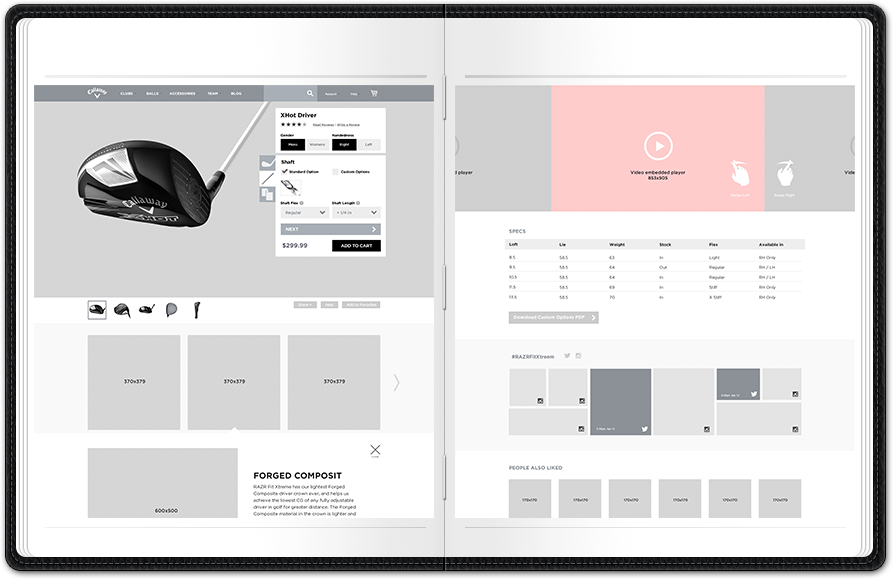 Callaway
CLUBS BALLS ACCESSORIES TEAM BLOG Account Help
XHot Driver
Read Reviews | Write a Review
Gender Handedness
Mens Womens Right Left
Shaft
Standard Option Custom Options
Shaft Flex Shaft Length
Regular + 1/4 in
NEXT
$299.99 ADD TO CART
Callaway
XHOT
Share + Help Add to Favorites
370x379 370x379 370x379
CLOSE
600x500
FORGED COMPOSIT
RAZR Fit Xtreme has our lightest Forged
Composite driver crown ever, and helps us
achieve the lowest CG of any fully adjustable
driver in golf for greater distance. The Forged
Composite material in the crown is lighter and
d player
Video embedded player
853x505
Vide
Swipe Left Swipe Right
SPECS
Loft Lie Weight Stock Flex Available in
8.5 58.5 63 In Light RH Only
9.5 58.5 64 Out Regular RH / LH
10.5 58.5 64 In Regular RH / LH
11.5 58.5 69 In Stiff RH Only
13.5 58.5 70 In X Stiff RH Only
Download Custom Options PDF
#RAZRFitXtreem
PEOPLE ALSO LIKED
170x170 170x170 170x170 170x170 170x170 170x170